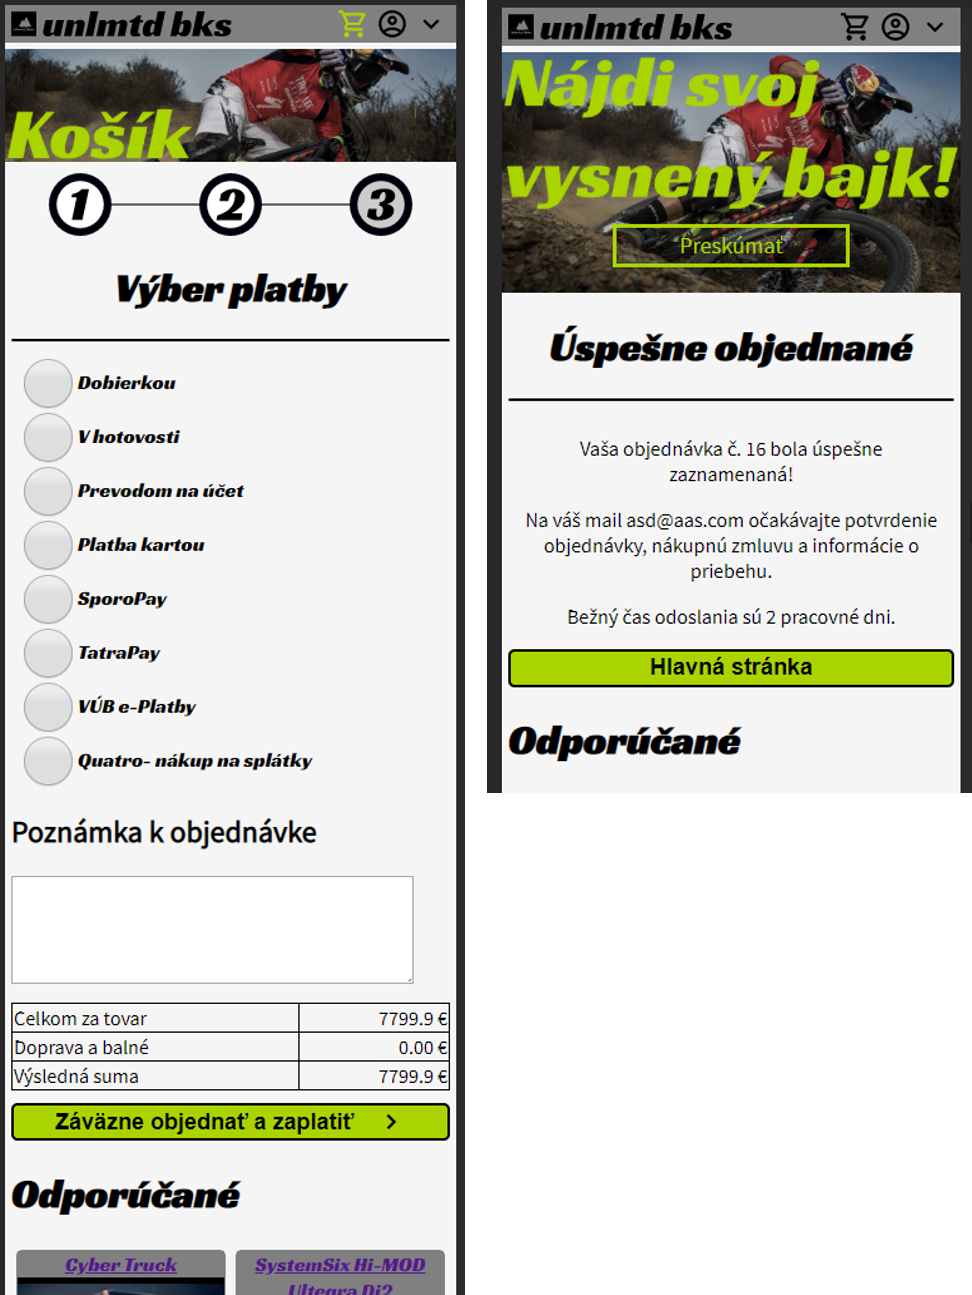 unlmtd bks
Košík
1 2 3
Výber platby
Dobierkou
V hotovosti
Prevodom na účet
Platba kartou
SporoPay
TatraPay
VÚB e-Platby
Quatro- nákup na splátky
Poznámka k objednávke
Celkom za tovar 7799.9 €
Doprava a balné 0.00 €
Výsledná suma 7799.9 €
Záväzne objednať a zaplatiť
Odporúčané
Cyber Truck
SystemSix Hi-MOD
Ultegra Di2
unlmtd bks
Nájdi svoj
vysnený bajk!
Preskúmať
Úspešne objednané
Vaša objednávka č. 16 bola úspešne
zaznamenaná!
Na váš mail asd@aas.com očakávajte potvrdenie
objednávky, nákupnú zmluvu a informácie o
priebehu.
Bežný čas odoslania sú 2 pracovné dni.
Hlavná stránka
Odporúčané